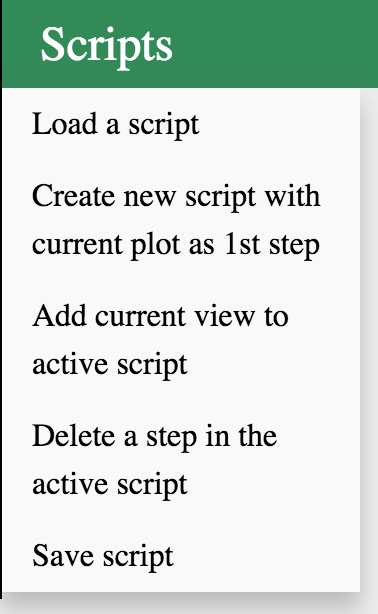 Scripts
Load a script
Create new script with
current plot as 1st step
Add current view to
active script
Delete a step in the
active script
Save script